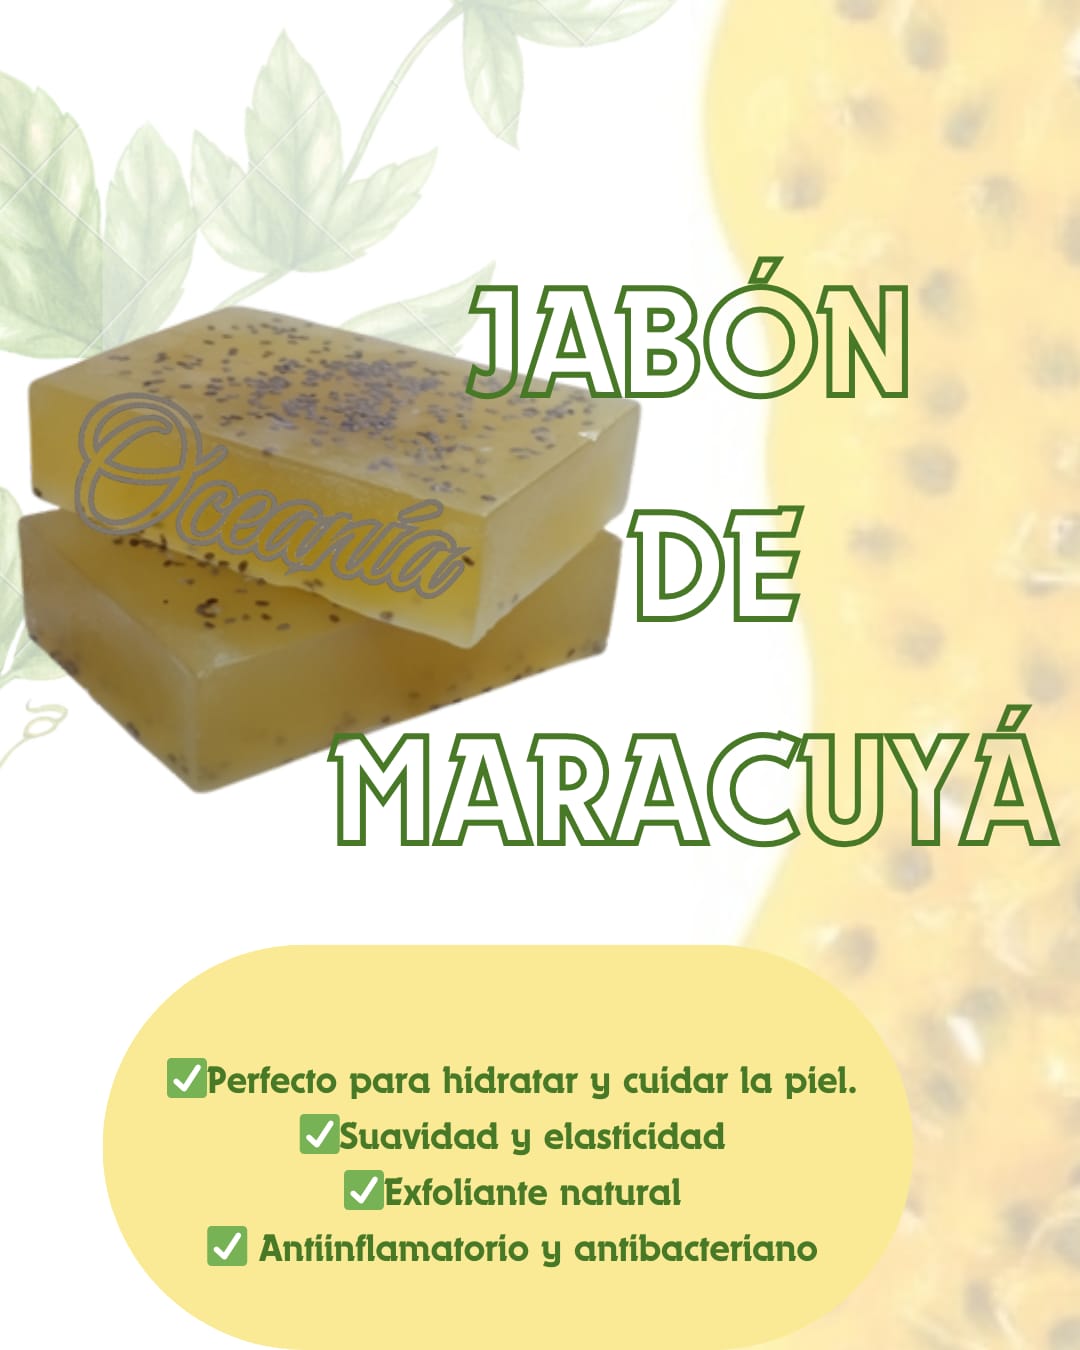 JABÓN
Oceanía
DE
MARACUYÁ
✅Perfecto para hidratar y cuidar la piel.
✅Suavidad y elasticidad
✅Exfoliante natural
✅ Antiinflamatorio y antibacteriano